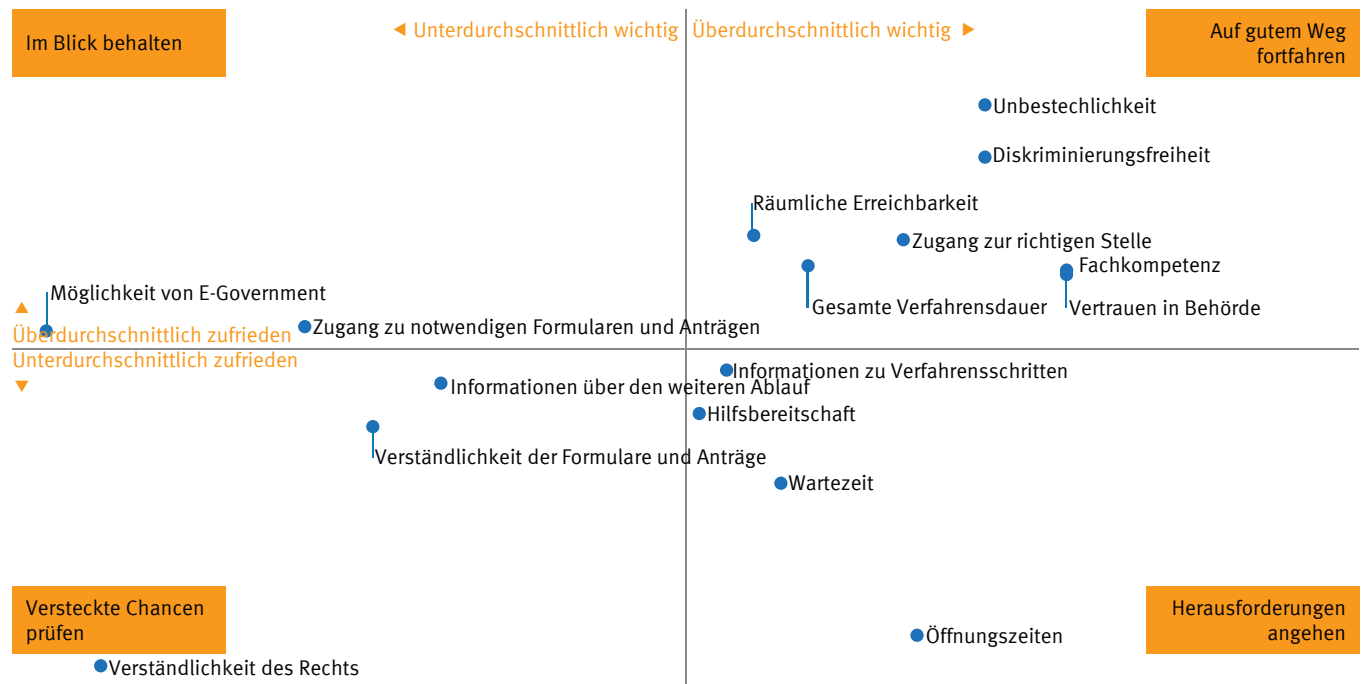 Im Blick behalten
◄ Unterdurchschnittlich wichtig
Überdurchschnittlich wichtig ►
Auf gutem Weg
fortfahren
Unbestechlichkeit
Diskriminierungsfreiheit
Räumliche Erreichbarkeit
Zugang zur richtigen Stelle
Fachkompetenz
Möglichkeit von E-Government
Gesamte Verfahrensdauer
Vertrauen in Behörde
▲
Überdurchschnittlich zufrieden
Zugang zu notwendigen Formularen und Anträgen
Unterdurchschnittlich zufrieden
▼
Informationen zu Verfahrensschritten
Informationen über den weiteren Ablauf
Hilfsbereitschaft
Verständlichkeit der Formulare und Anträge
Wartezeit
Versteckte Chancen
prüfen
Herausforderungen
angehen
Öffnungszeiten
Verständlichkeit des Rechts